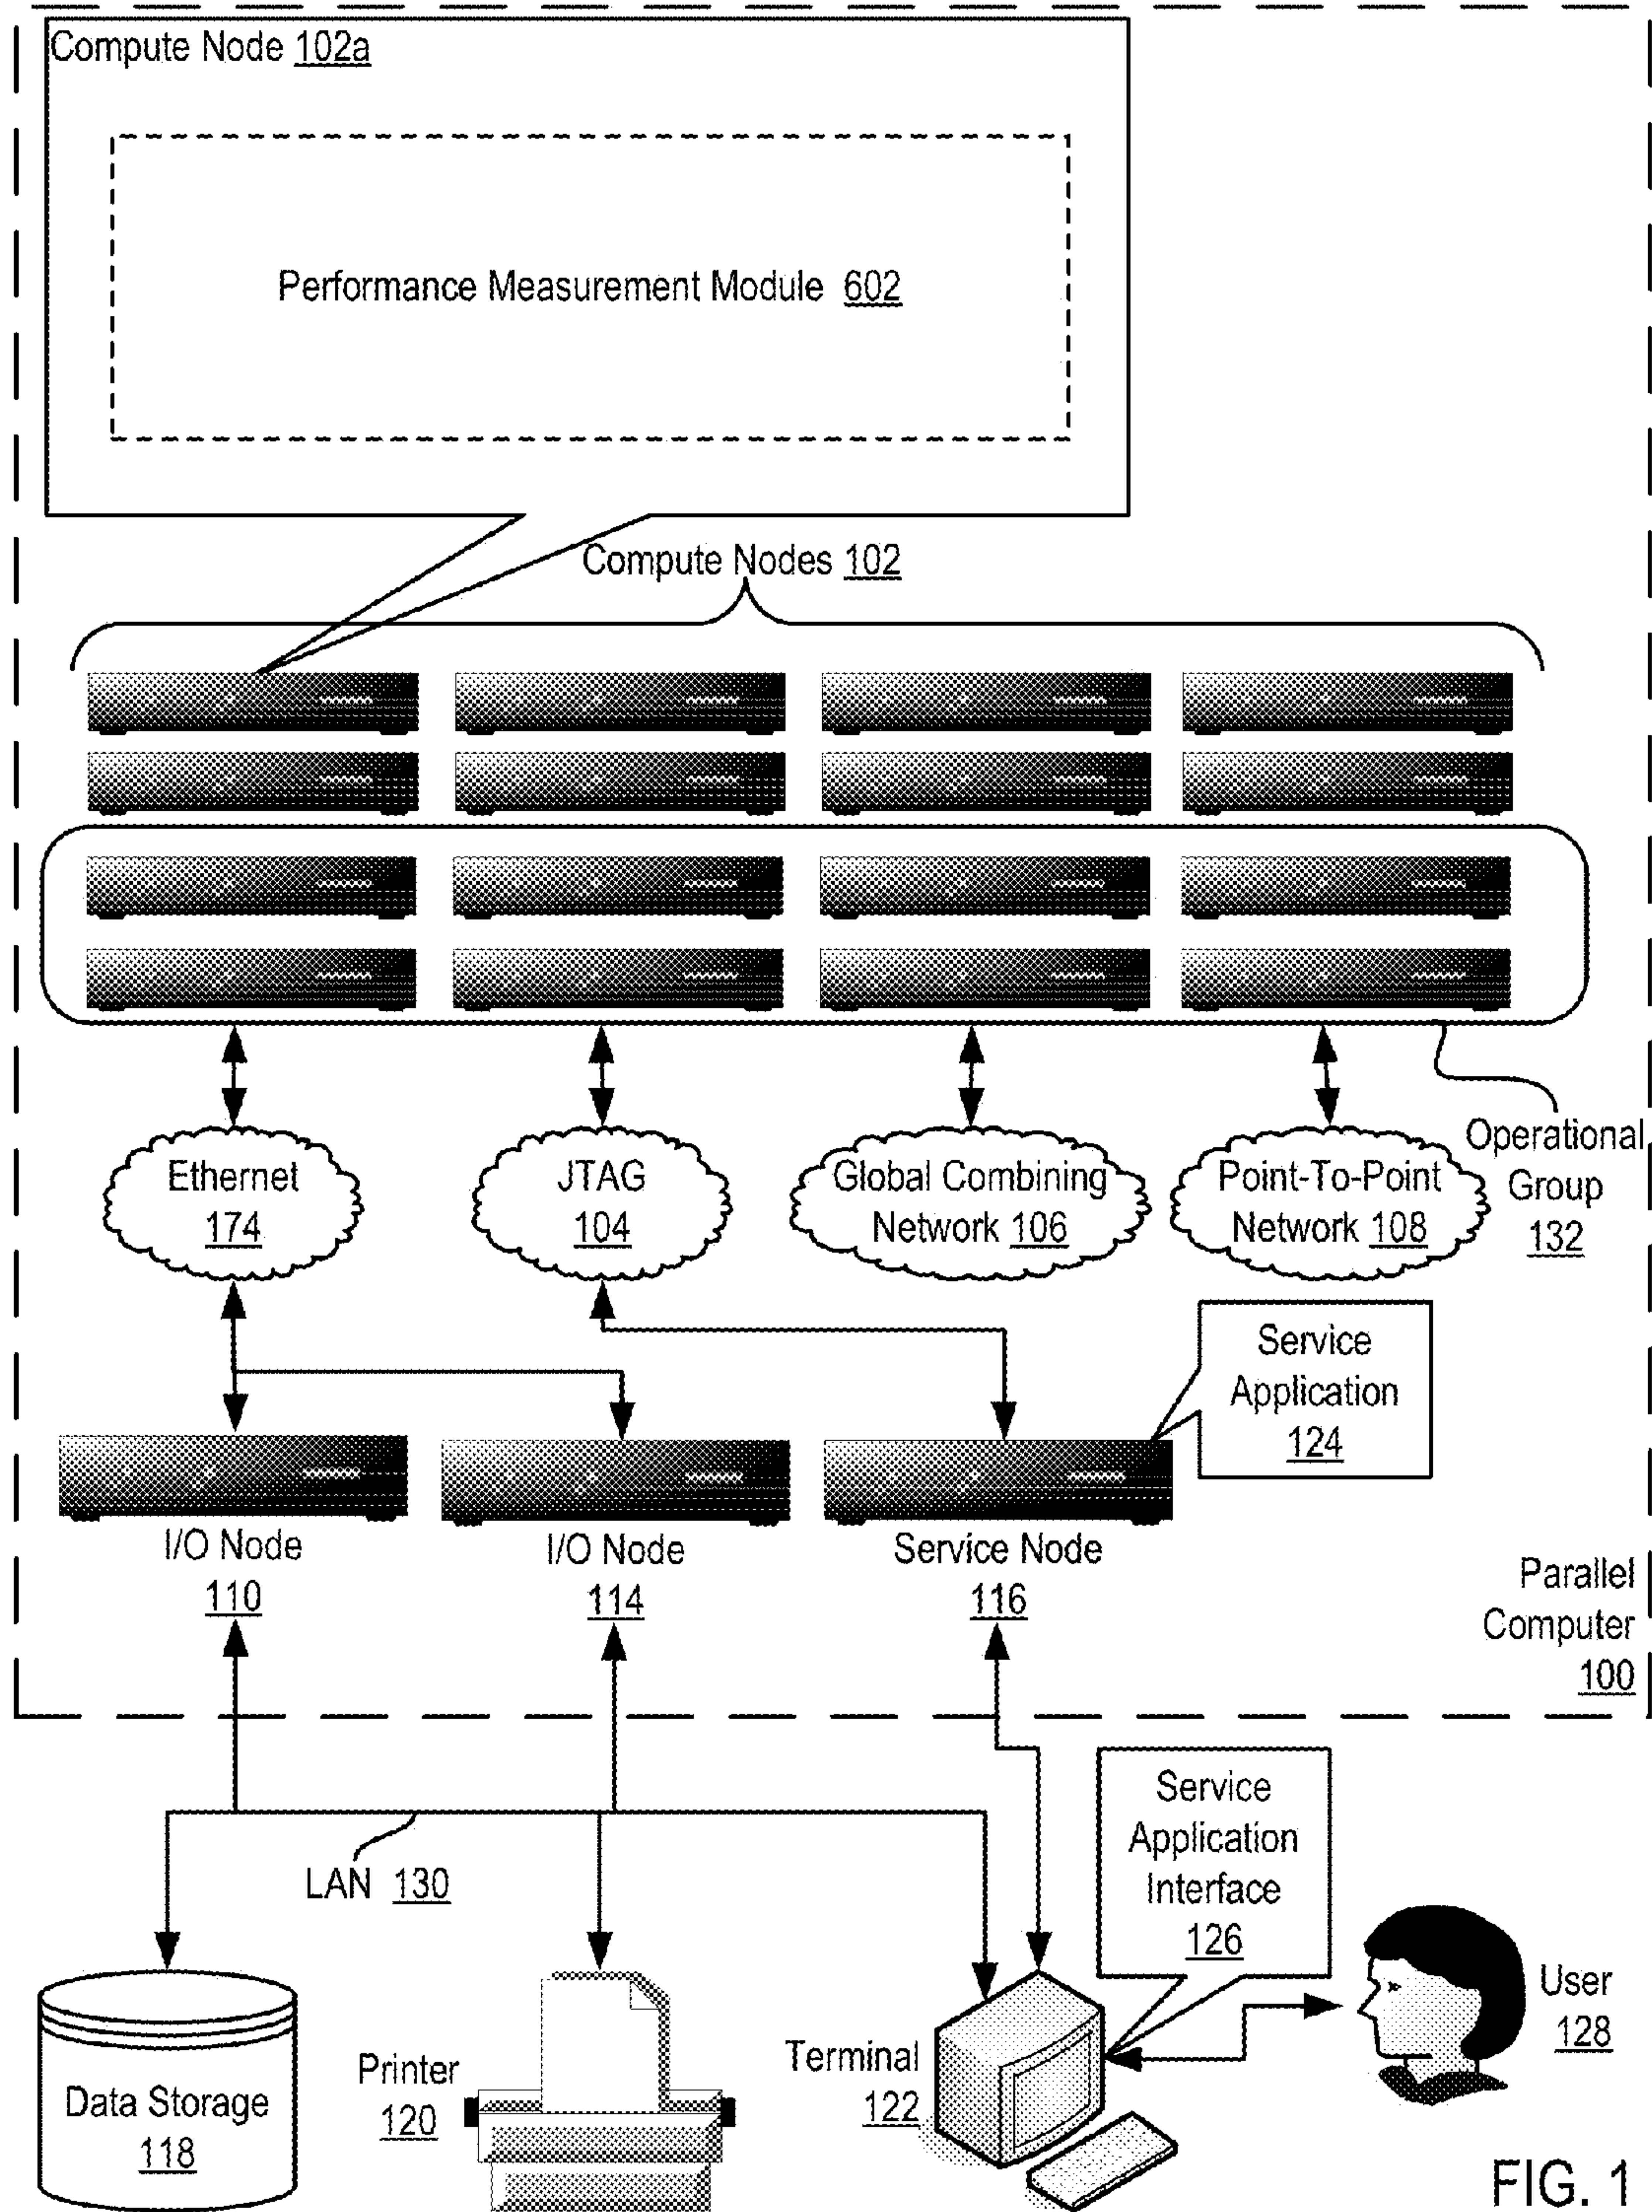 Compute Node 102a
Performance Measurement Module 602
Compute Nodes 102
Ethernet
174
JTAG
104
Global Combining
Network 106
Point-To-Point
Network 108
Operational
Group
132
Service
Application
124
I/O Node
110
I/O Node
114
Service Node
116
Parallel
Computer
100
LAN 130
Service
Application
Interface
126
Data Storage
118
Printer
120
Terminal
122
User
128
FIG. 1